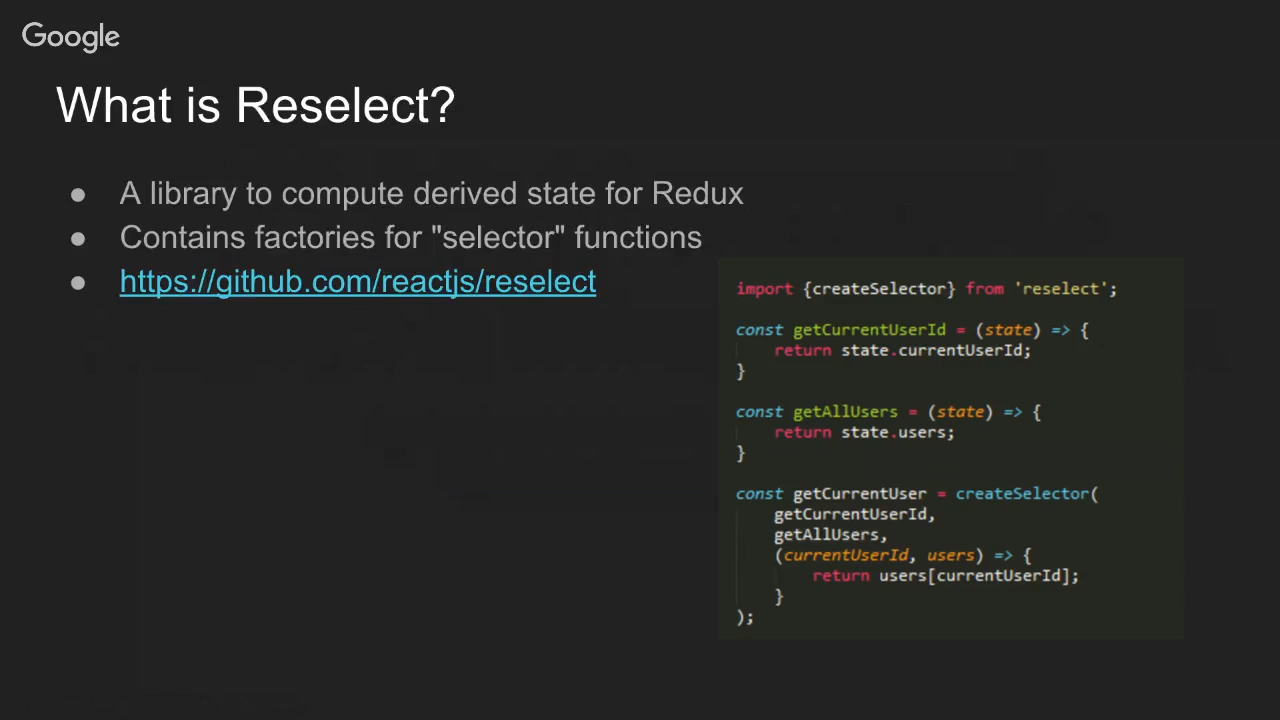 Google
What is Reselect?
● A library to compute derived state for Redux
● Contains factories for "selector" functions
● https://github.com/reactjs/reselect
import {createSelector} from 'reselect';
const getCurrentUserId = (state) => {
    return state.currentUserId;
}
const getAllUsers = (state) => {
    return state.users;
}
const getCurrentUser = createSelector(
    getCurrentUserId,
    getAllUsers,
    (currentUserId, users) => {
        return users[currentUserId];
    }
);